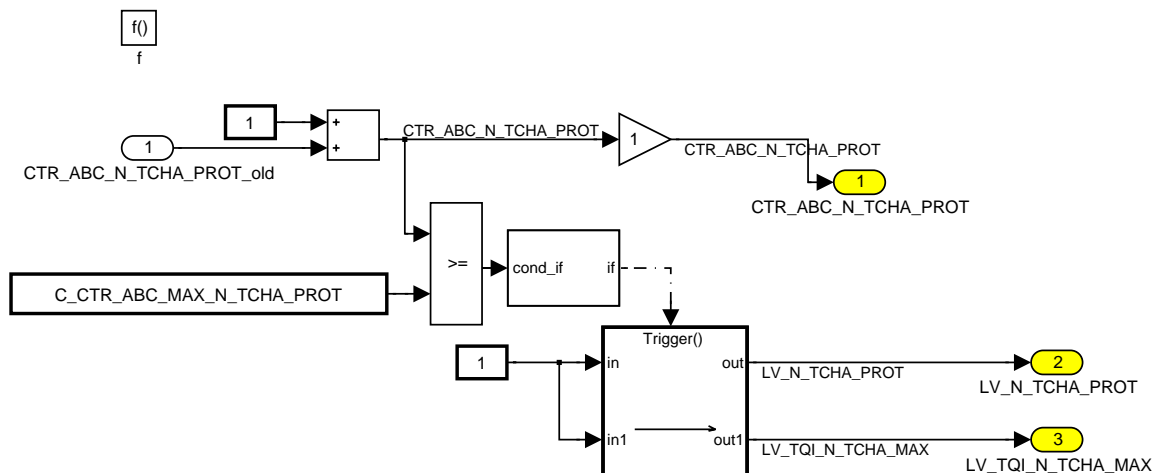 f()
f
1
+
+
1
CTR_ABC_N_TCHA_PROT_old
CTR_ABC_N_TCHA_PROT
1
CTR_ABC_N_TCHA_PROT
1
CTR_ABC_N_TCHA_PROT
>=
cond_if
if
C_CTR_ABC_MAX_N_TCHA_PROT
Trigger()
1
in
out
LV_N_TCHA_PROT
2
LV_N_TCHA_PROT
in1
out1
LV_TQI_N_TCHA_MAX
3
LV_TQI_N_TCHA_MAX